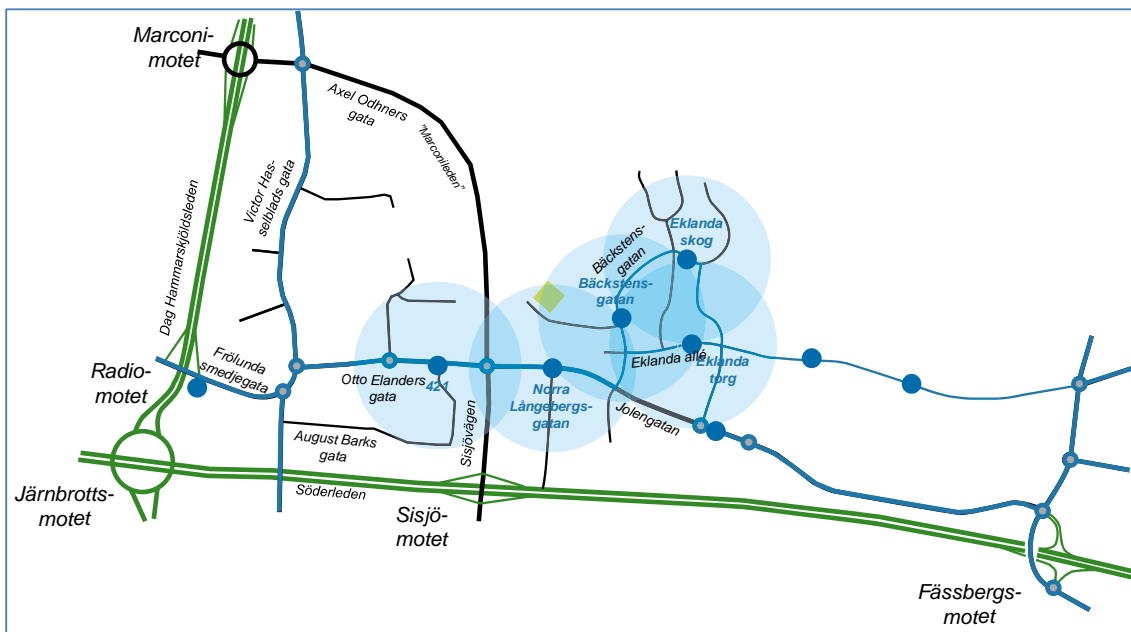 Marconi-
motet
Axel Odhners
gata
"Marconileden"
Victor Has-
selblads gata
Dag Hammarskjöldsleden
Eklanda
skog
Bäckstens-
gatan
Bäckstens-
gatan
Eklanda allé
Eklanda
torg
Radio-
motet
Frölunda
smedjegata
Otto Elanders
gata
421
Norra
Långebergs-
gatan
Jolengatan
Sisjövägen
August Barks
gata
Söderleden
Järnbrotts-
motet
Sisjö-
motet
Fässbergs-
motet